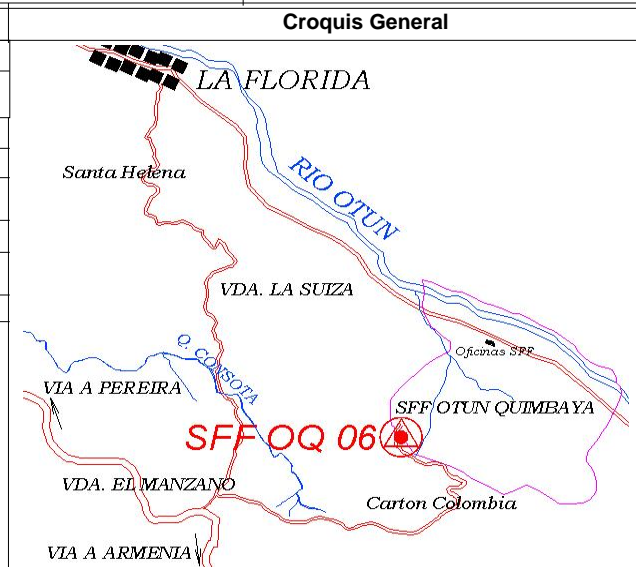 Croquis General
LA FLORIDA
Santa Helena
RIO OTUN
VDA. LA SUIZA
Q. CONSOTA
Oficinas SFF
VIA A PEREIRA
SFF OTUN QUIMBAYA
SFF OQ 06
VDA. EL MANZANO
Carton Colombia
VIA A ARMENIA